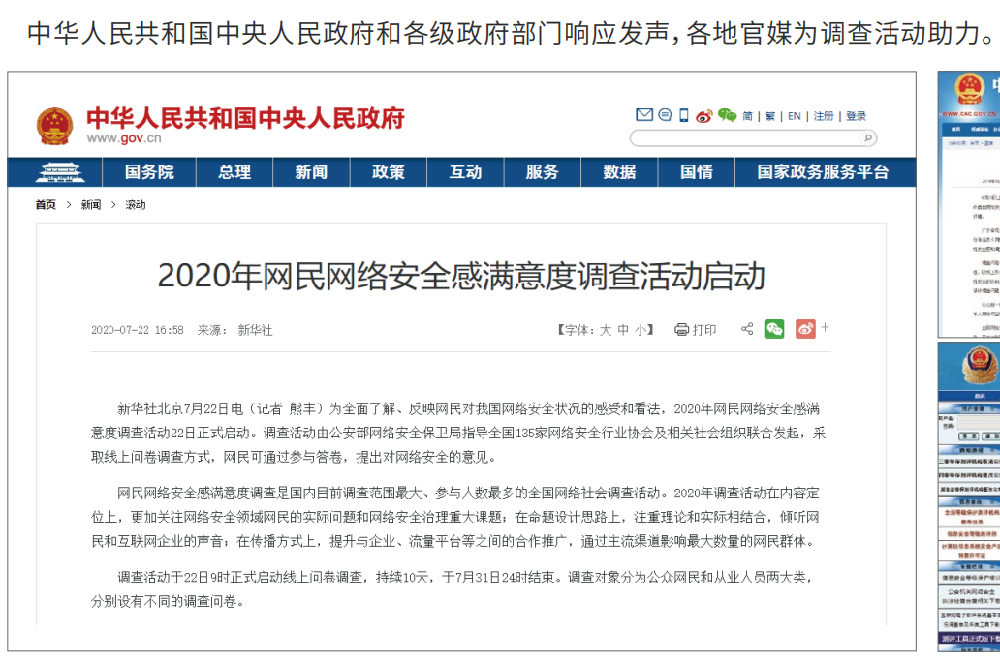 中华人民共和国中央人民政府和各级政府部门响应发声，各地官媒为调查活动助力。
中华人民共和国中央人民政府
www.gov.cn
简 | 繁 | EN | 注册 | 登录
国务院 总理 新闻 政策 互动 服务 数据 国情 国家政务服务平台
首页 > 新闻 > 滚动
2020年网民网络安全感满意度调查活动启动
2020-07-22 16:58 来源： 新华社 【字体：大 中 小】 打印
新华社北京7月22日电（记者 熊丰）为全面了解、反映网民对我国网络安全状况的感受和看法，2020年网民网络安全感满
意度调查活动22日正式启动。调查活动由公安部网络安全保卫局指导全国135家网络安全行业协会及相关社会组织联合发起，采
取线上问卷调查方式，网民可通过参与答卷，提出对网络安全的意见。
网民网络安全感满意度调查是国内目前调查范围最大、参与人数最多的全国网络社会调查活动。2020年调查活动在内容定
位上，更加关注网络安全领域网民的实际问题和网络安全治理重大课题；在命题设计思路上，注重理论和实际相结合，倾听网
民和互联网企业的声音；在传播方式上，提升与企业、流量平台等之间的合作推广，通过主流渠道影响最大数量的网民群体。
调查活动于22日9时正式启动线上问卷调查，持续10天，于7月31日24时结束。调查对象分为公众网民和从业人员两大类，
分别设有不同的调查问卷。
WWW.CAC.GOV.CN
首页